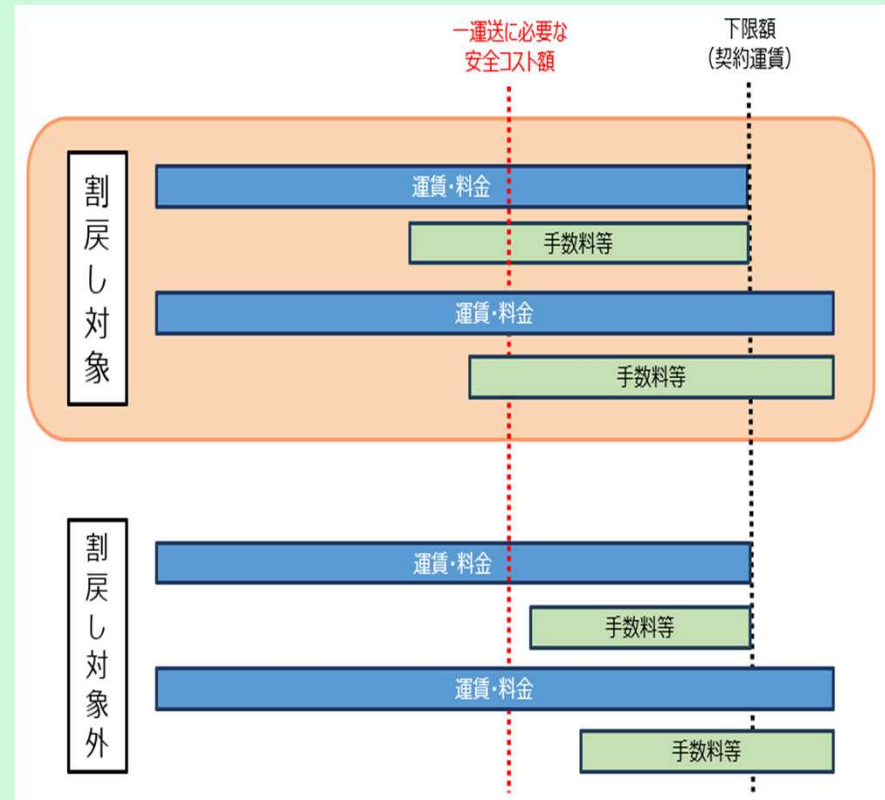 一運送に必要な
安全コスト額
下限額
(契約運賃)
割戻し対象
運賃・料金
手数料等
運賃・料金
手数料等
割戻し対象外
運賃・料金
手数料等
運賃・料金
手数料等